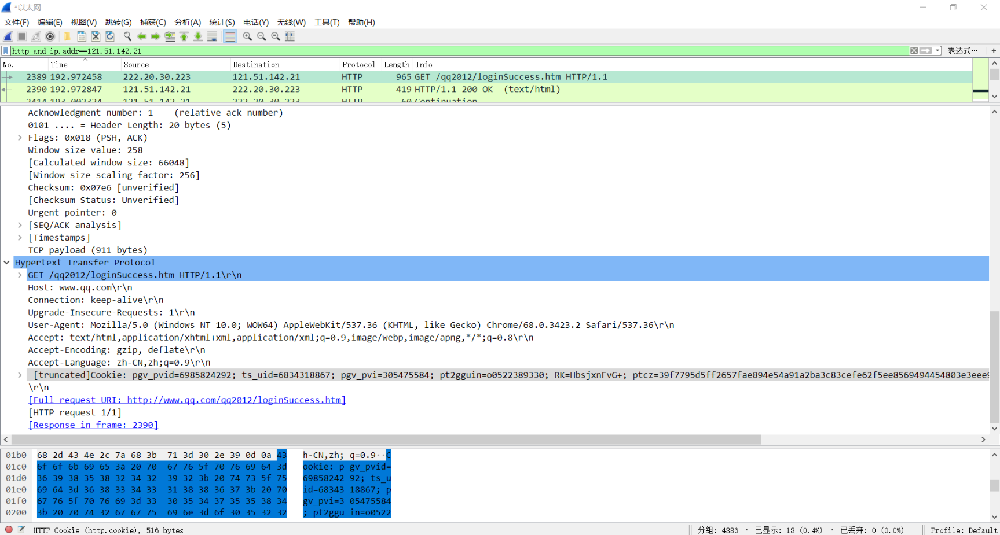 *以太网
文件(F) 编辑(E) 视图(V) 跳转(G) 捕获(C) 分析(A) 统计(S) 电话(Y) 无线(W) 工具(T) 帮助(H)
http and ip.addr==121.51.142.21 表达式… +
No. Time Source Destination Protocol Length Info
2389 192.972458 222.20.30.223 121.51.142.21 HTTP 965 GET /qq2012/loginSuccess.htm HTTP/1.1
2390 192.972847 121.51.142.21 222.20.30.223 HTTP 419 HTTP/1.1 200 OK (text/html)
2414 193.002324 121.51.142.21 222.20.30.223 HTTP 60 Continuation
Acknowledgment number: 1 (relative ack number)
0101 .... = Header Length: 20 bytes (5)
Flags: 0x018 (PSH, ACK)
Window size value: 258
[Calculated window size: 66048]
[Window size scaling factor: 256]
Checksum: 0x07e6 [unverified]
[Checksum Status: Unverified]
Urgent pointer: 0
[SEQ/ACK analysis]
[Timestamps]
TCP payload (911 bytes)
Hypertext Transfer Protocol
GET /qq2012/loginSuccess.htm HTTP/1.1\r\n
Host: www.qq.com\r\n
Connection: keep-alive\r\n
Upgrade-Insecure-Requests: 1\r\n
User-Agent: Mozilla/5.0 (Windows NT 10.0; WOW64) AppleWebKit/537.36 (KHTML, like Gecko) Chrome/68.0.3423.2 Safari/537.36\r\n
Accept: text/html,application/xhtml+xml,application/xml;q=0.9,image/webp,image/apng,*/*;q=0.8\r\n
Accept-Encoding: gzip, deflate\r\n
Accept-Language: zh-CN,zh;q=0.9\r\n
[truncated]Cookie: pgv_pvid=6985824292; ts_uid=6834318867; pgv_pvi=305475584; pt2gguin=o0522389330; RK=HbsjxnFvG+; ptcz=39f7795d5ff2657fae894e54a91a2ba3c83cefe62f5ee8569494454803e3eee9
\r\n
[Full request URI: http://www.qq.com/qq2012/loginSuccess.htm]
[HTTP request 1/1]
[Response in frame: 2390]
01b0 68 2d 43 4e 2c 7a 68 3b 71 3d 30 2e 39 0d 0a 43 h-CN,zh; q=0.9··C
01c0 6f 6f 6b 69 65 3a 20 70 67 76 5f 70 76 69 64 3d ookie: p gv_pvid=
01d0 36 39 38 35 38 32 34 32 39 32 3b 20 74 73 5f 75 69858242 92; ts_u
01e0 69 64 3d 36 38 33 34 33 31 38 38 36 37 3b 20 70 id=68343 18867; p
01f0 67 76 5f 70 76 69 3d 33 30 35 34 37 35 35 38 34 gv_pvi=3 05475584
0200 3b 20 70 74 32 67 67 75 69 6e 3d 6f 30 35 32 32 ; pt2ggu in=o0522
HTTP Cookie (http.cookie), 516 bytes 分组: 4886 · 已显示: 18 (0.4%) · 已丢弃: 0 (0.0%) Profile: Default